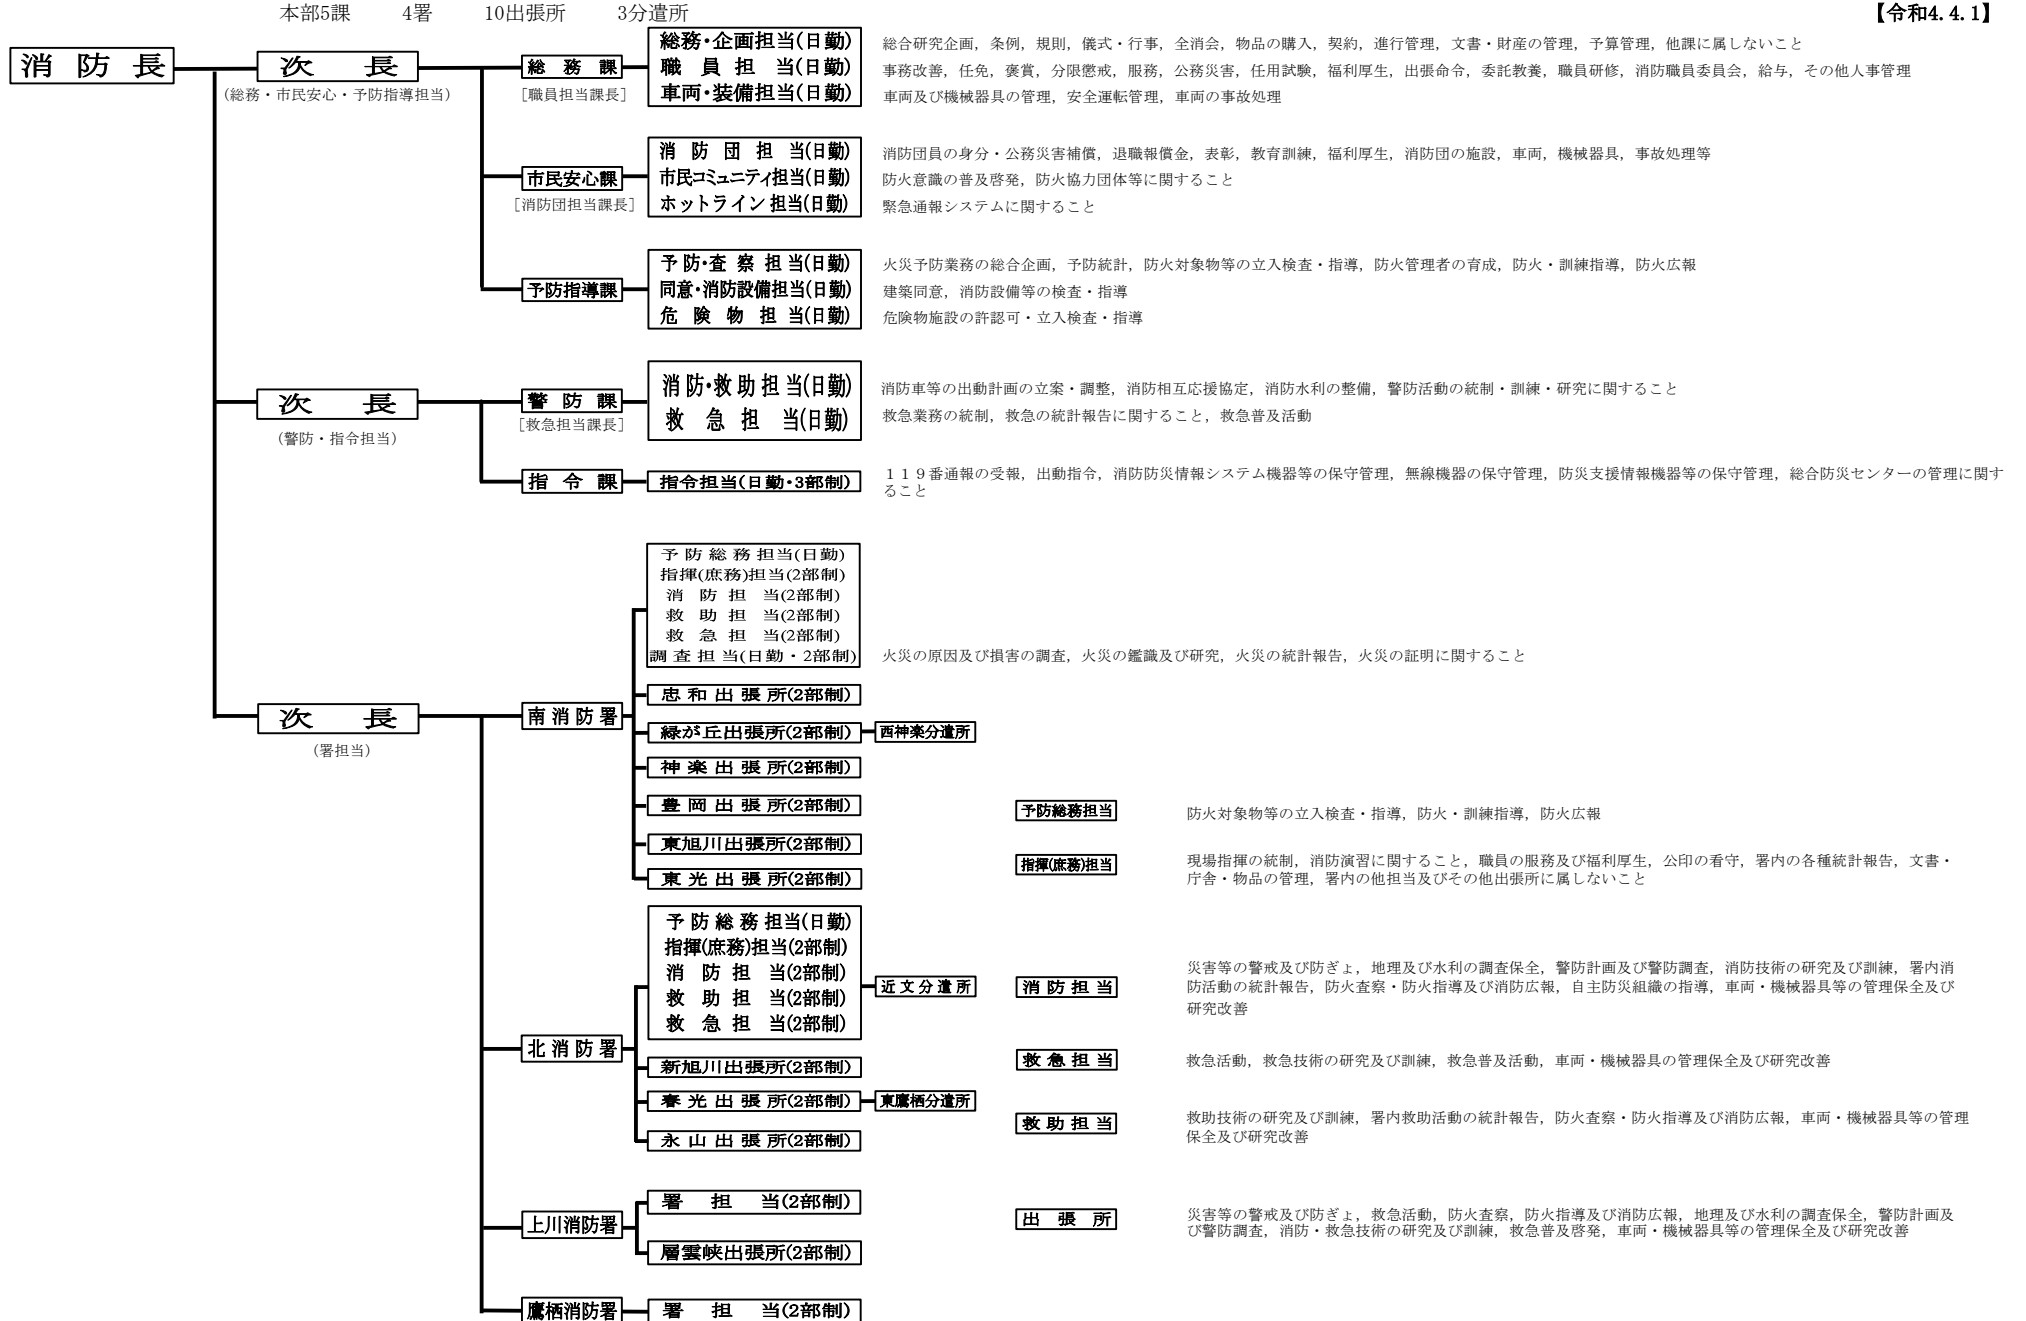 本部5課　4署　10出張所　3分遣所
【令和4.4.1】
消防長
次長
(総務・市民安心・予防指導担当)
総務課
[職員担当課長]
総務・企画担当(日勤)
総合研究企画，条例，規則，儀式・行事，全消会，物品の購入，契約，進行管理，文書・財産の管理，予算管理，他課に属しないこと
職員担当(日勤)
事務改善，任免，褒賞，分限懲戒，服務，公務災害，任用試験，福利厚生，出張命令，委託教養，職員研修，消防職員委員会，給与，その他人事管理
車両・装備担当(日勤)
車両及び機械器具の管理，安全運転管理，車両の事故処理
市民安心課
[消防団担当課長]
消防団担当(日勤)
消防団員の身分・公務災害補償，退職報償金，表彰，教育訓練，福利厚生，消防団の施設，車両，機械器具，事故処理等
市民コミュニティ担当(日勤)
防火意識の普及啓発，防火協力団体等に関すること
ホットライン担当(日勤)
緊急通報システムに関すること
予防指導課
予防・査察担当(日勤)
火災予防業務の総合企画，予防統計，防火対象物等の立入検査・指導，防火管理者の育成，防火・訓練指導，防火広報
同意・消防設備担当(日勤)
建築同意，消防設備等の検査・指導
危険物担当(日勤)
危険物施設の許認可・立入検査・指導
次長
(警防・指令担当)
警防課
[救急担当課長]
消防・救助担当(日勤)
消防車等の出動計画の立案・調整，消防相互応援協定，消防水利の整備，警防活動の統制・訓練・研究に関すること
救急担当(日勤)
救急業務の統制，救急の統計報告に関すること，救急普及活動
指令課
指令担当(日勤・3部制)
１１９番通報の受報，出動指令，消防防災情報システム機器等の保守管理，無線機器の保守管理，防災支援情報機器等の保守管理，総合防災センターの管理に関す
ること
次長
(署担当)
南消防署
予防総務担当(日勤)
指揮(庶務)担当(2部制)
消防担当(2部制)
救助担当(2部制)
救急担当(2部制)
調査担当(日勤・2部制)
火災の原因及び損害の調査，火災の鑑識及び研究，火災の統計報告，火災の証明に関すること
忠和出張所(2部制)
緑が丘出張所(2部制)
西神楽分遣所
神楽出張所(2部制)
豊岡出張所(2部制)
東旭川出張所(2部制)
東光出張所(2部制)
北消防署
予防総務担当(日勤)
指揮(庶務)担当(2部制)
消防担当(2部制)
救助担当(2部制)
救急担当(2部制)
近文分遣所
新旭川出張所(2部制)
春光出張所(2部制)
東鷹栖分遣所
永山出張所(2部制)
上川消防署
署担当(2部制)
層雲峡出張所(2部制)
鷹栖消防署
署担当(2部制)
予防総務担当
防火対象物等の立入検査・指導，防火・訓練指導，防火広報
指揮(庶務)担当
現場指揮の統制，消防演習に関すること，職員の服務及び福利厚生，公印の看守，署内の各種統計報告，文書・
庁舎・物品の管理，署内の他担当及びその他出張所に属しないこと
消防担当
災害等の警戒及び防ぎょ，地理及び水利の調査保全，警防計画及び警防調査，消防技術の研究及び訓練，署内消
防活動の統計報告，防火査察・防火指導及び消防広報，自主防災組織の指導，車両・機械器具等の管理保全及び
研究改善
救急担当
救急活動，救急技術の研究及び訓練，救急普及活動，車両・機械器具の管理保全及び研究改善
救助担当
救助技術の研究及び訓練，署内救助活動の統計報告，防火査察・防火指導及び消防広報，車両・機械器具等の管理
保全及び研究改善
出張所
災害等の警戒及び防ぎょ，救急活動，防火査察，防火指導及び消防広報，地理及び水利の調査保全，警防計画及
び警防調査，消防・救急技術の研究及び訓練，救急普及啓発，車両・機械器具等の管理保全及び研究改善